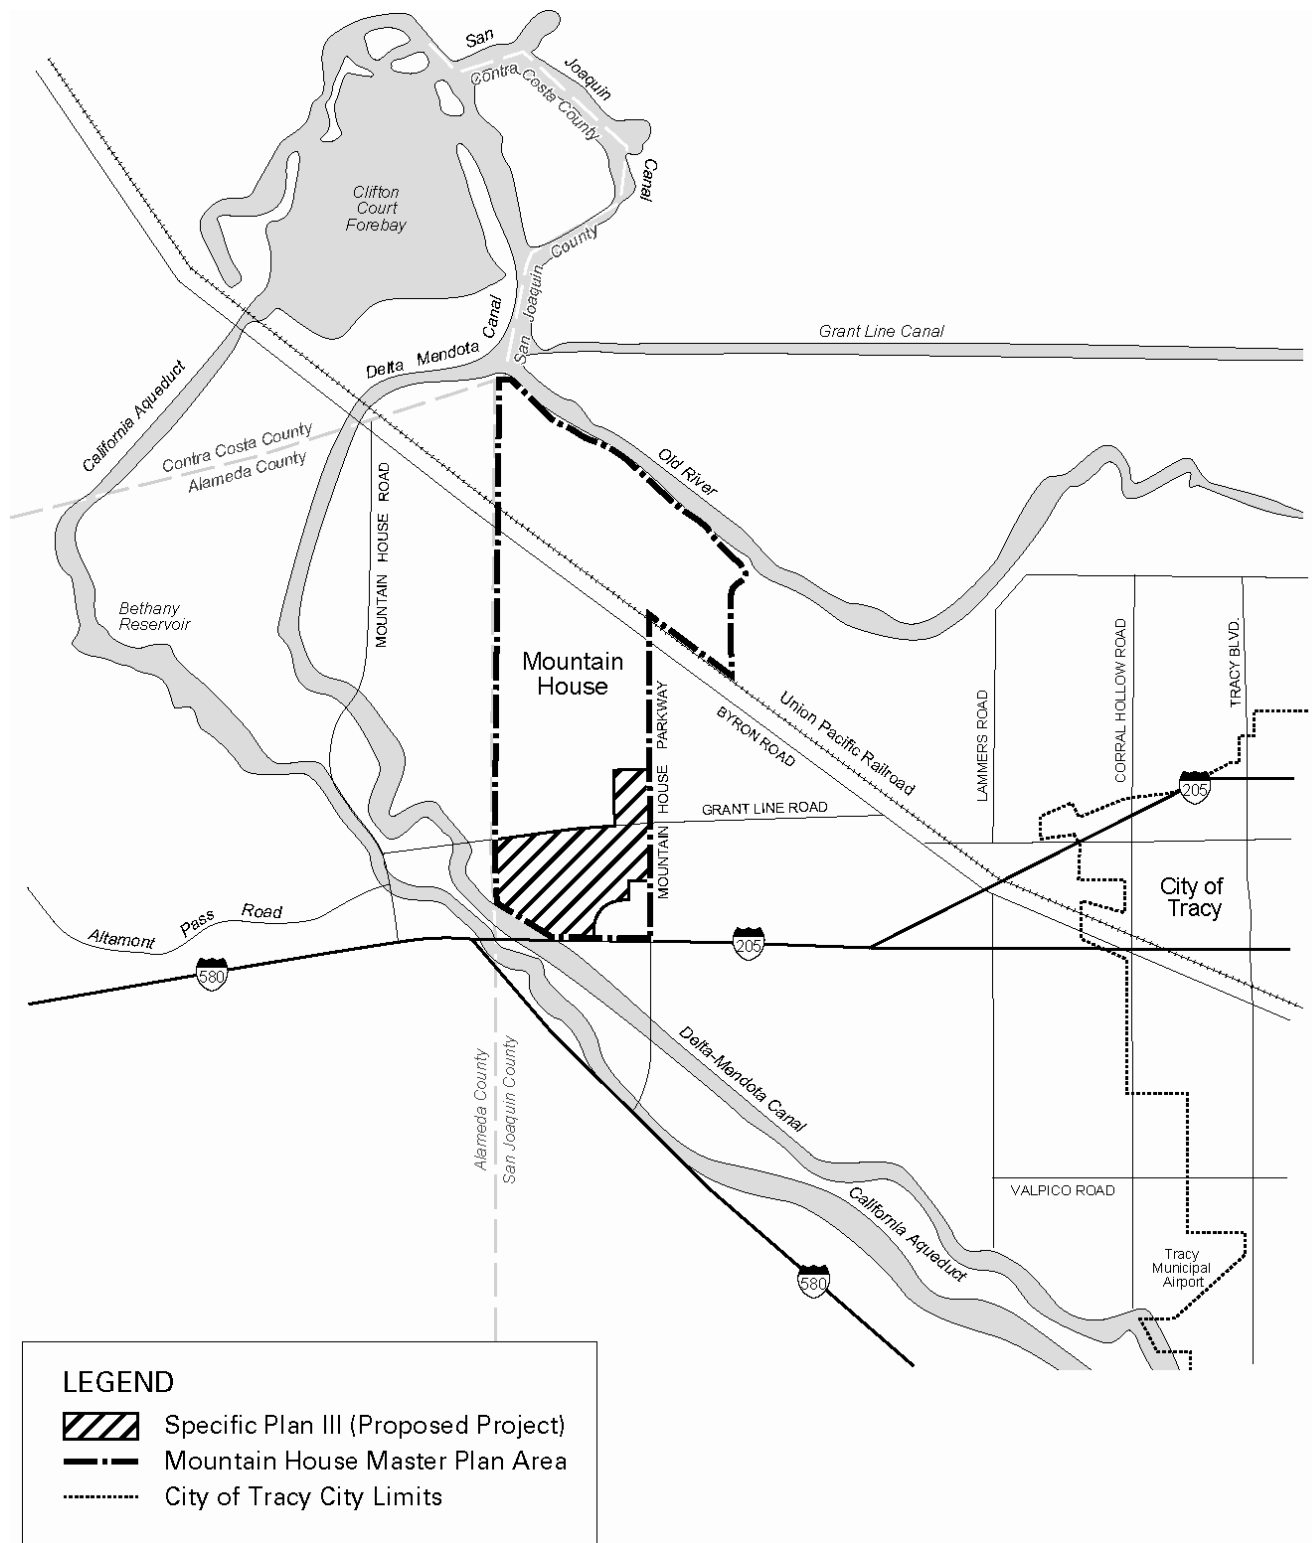 San
Joaquin
Canal
Contra Costa County
Clifton
Court
Forebay
San Joaquin County
Grant Line Canal
Delta Mendota Canal
California Aqueduct
Contra Costa County
Alameda County
Old River
MOUNTAIN HOUSE ROAD
Bethany
Reservoir
Mountain
House
MOUNTAIN HOUSE PARKWAY
Union Pacific Railroad
BYRON ROAD
LAMMERS ROAD
CORRAL HOLLOW ROAD
TRACY BLVD.
205
GRANT LINE ROAD
City of
Tracy
Altamont Pass Road
580
205
Alameda County
San Joaquin County
Delta-Mendota Canal
California Aqueduct
VALPICO ROAD
Tracy
Municipal
Airport
580
LEGEND
Specific Plan III (Proposed Project)
Mountain House Master Plan Area
City of Tracy City Limits